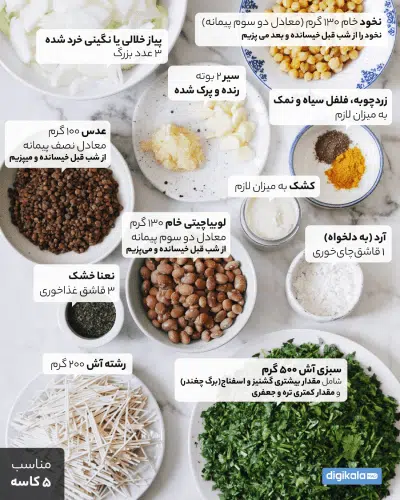 نخود خام ۱۳۰ گرم (معادل دو سوم پیمانه)
نخود را از شب قبل خیسانده و بعد می پزیم
پیاز خلالی یا نگینی خرد شده
۳ عدد بزرگ
سیر ۲ بوته
رنده و پرک شده
زردچوبه، فلفل سیاه و نمک
به میزان لازم
عدس ۱۰۰ گرم
معادل نصف پیمانه
از شب قبل خیسانده و میپزیم
کشک به میزان لازم
لوبیاچیتی خام ۱۳۰ گرم
معادل دو سوم پیمانه
از شب قبل خیسانده و می‌پزیم
آرد (به دلخواه)
۱ قاشق‌چای‌خوری
نعنا خشک
۳ قاشق غذاخوری
سبزی آش ۵۰۰ گرم
شامل مقدار بیشتری گشنیز و اسفناج(برگ چغندر)
و مقدار کمتری تره و جعفری
رشته آش ۲۰۰ گرم
مناسب
۵ کاسه
digikala